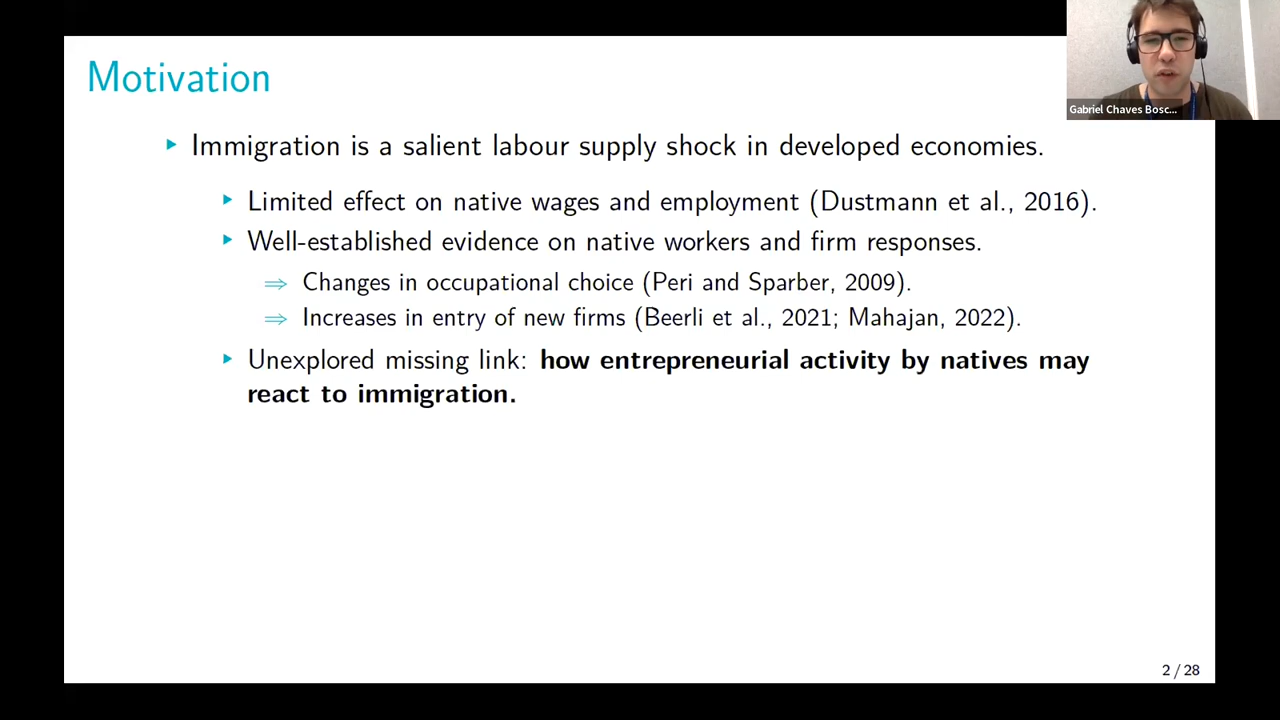 Motivation
Immigration is a salient labour supply shock in developed economies.
Limited effect on native wages and employment (Dustmann et al., 2016).
Well-established evidence on native workers and firm responses.
⇒ Changes in occupational choice (Peri and Sparber, 2009).
⇒ Increases in entry of new firms (Beerli et al., 2021; Mahajan, 2022).
Unexplored missing link: how entrepreneurial activity by natives may
react to immigration.
2 / 28
Gabriel Chaves Bosc...